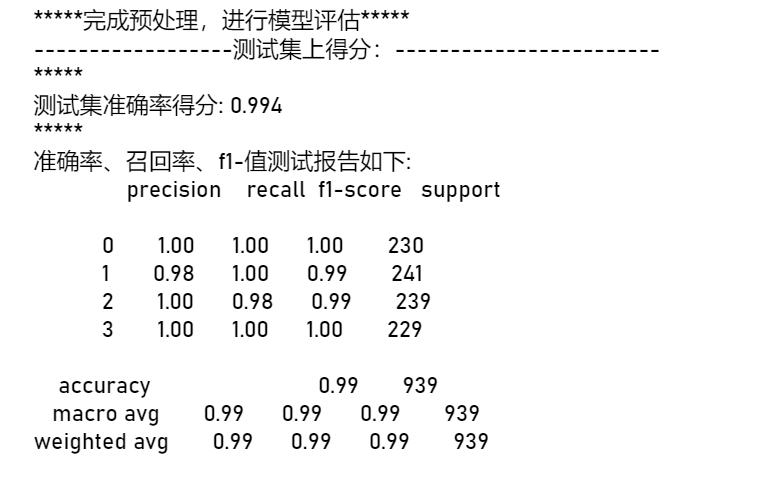 *****完成预处理，进行模型评估*****
------------------测试集上得分：------------------------
*****
测试集准确率得分: 0.994
*****
准确率、召回率、f1-值测试报告如下:
precision recall f1-score support
0 1.00 1.00 1.00 230
1 0.98 1.00 0.99 241
2 1.00 0.98 0.99 239
3 1.00 1.00 1.00 229
accuracy 0.99 939
macro avg 0.99 0.99 0.99 939
weighted avg 0.99 0.99 0.99 939